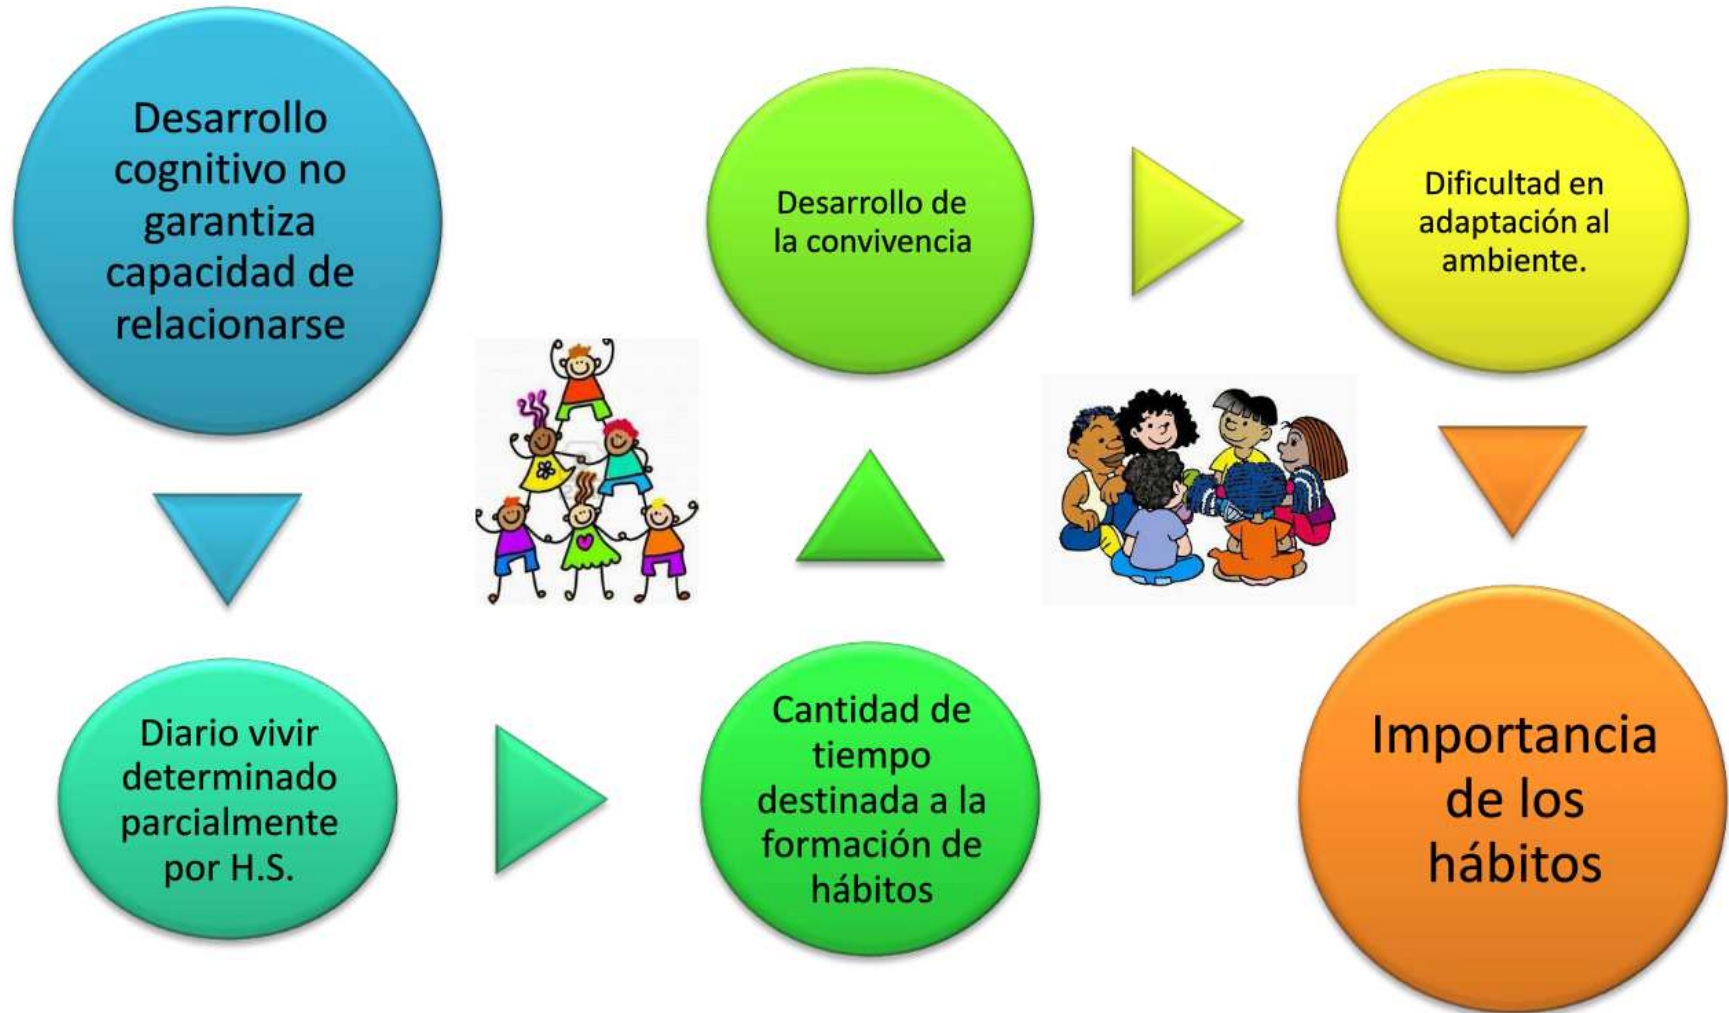 Desarrollo
cognitivo no
garantiza
capacidad de
relacionarse
Diario vivir
determinado
parcialmente
por H.S.
Cantidad de
tiempo
destinada a la
formación de
hábitos
Desarrollo de
la convivencia
Dificultad en
adaptación al
ambiente.
Importancia
de los
hábitos